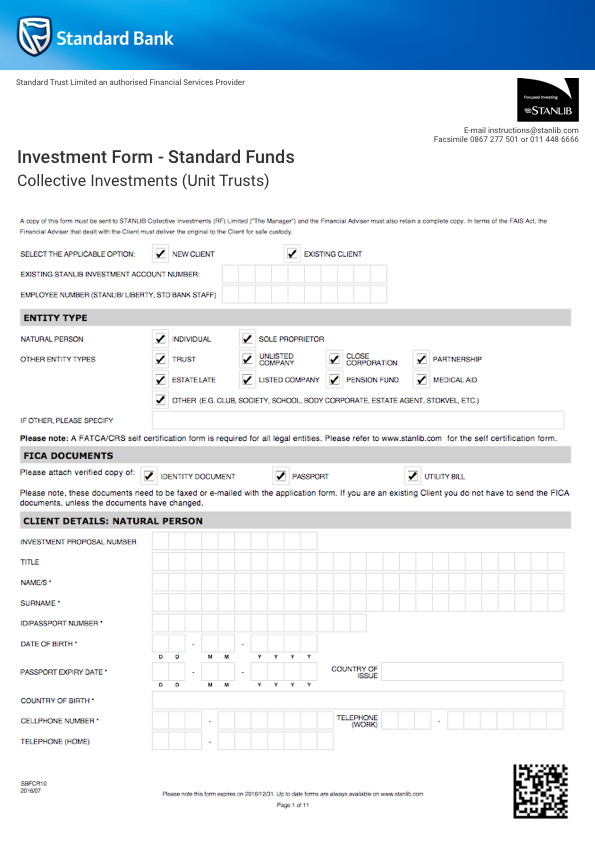 Standard Bank
Standard Trust Limited an authorised Financial Services Provider
Focused Investing
STANLIB
E-mail instructions@stanlib.com
Facsimile 0867 277 501 or 011 448 6666
Investment Form - Standard Funds
Collective Investments (Unit Trusts)
A copy of this form must be sent to STANLIB Collective Investments (RF) Limited ("The Manager") and the Financial Adviser must also retain a complete copy. In terms of the FAIS Act, the
Financial Adviser that dealt with the Client must deliver the original to the Client for safe custody.
SELECT THE APPLICABLE OPTION: NEW CLIENT EXISTING CLIENT
EXISTING STANLIB INVESTMENT ACCOUNT NUMBER:
EMPLOYEE NUMBER (STANLIB/ LIBERTY, STD BANK STAFF)
ENTITY TYPE
NATURAL PERSON INDIVIDUAL SOLE PROPRIETOR
OTHER ENTITY TYPES TRUST UNLISTED COMPANY CLOSE CORPORATION PARTNERSHIP
ESTATE LATE LISTED COMPANY PENSION FUND MEDICAL AID
OTHER (E.G. CLUB, SOCIETY, SCHOOL, BODY CORPORATE, ESTATE AGENT, STOKVEL, ETC.)
IF OTHER, PLEASE SPECIFY
Please note: A FATCA/CRS self certification form is required for all legal entities. Please refer to www.stanlib.com for the self certification form.
FICA DOCUMENTS
Please attach verified copy of: IDENTITY DOCUMENT PASSPORT UTILITY BILL
Please note, these documents need to be faxed or e-mailed with the application form. If you are an existing Client you do not have to send the FICA
documents, unless the documents have changed.
CLIENT DETAILS: NATURAL PERSON
INVESTMENT PROPOSAL NUMBER
TITLE
NAME/S *
SURNAME *
ID/PASSPORT NUMBER *
DATE OF BIRTH * - -
D D M M Y Y Y Y
PASSPORT EXPIRY DATE * - - COUNTRY OF ISSUE
D D M M Y Y Y Y
COUNTRY OF BIRTH *
CELLPHONE NUMBER * - TELEPHONE (WORK) -
TELEPHONE (HOME) -
SBFCR10
2016/07
Please note this form expires on 2016/12/31. Up to date forms are always available on www.stanlib.com
Page 1 of 11